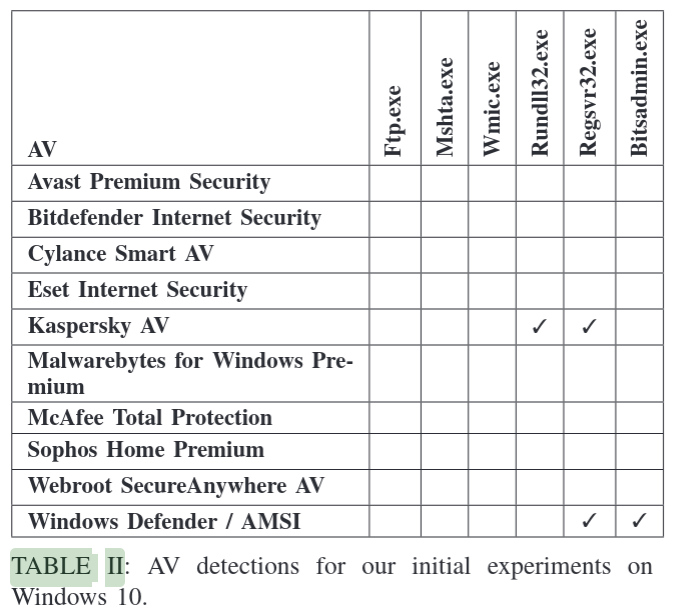 AV Ftp.exe Mshta.exe Wmic.exe Rundll32.exe Regsvr32.exe Bitsadmin.exe
Avast Premium Security
Bitdefender Internet Security
Cylance Smart AV
Eset Internet Security
Kaspersky AV ✓ ✓
Malwarebytes for Windows Pre-
mium
McAfee Total Protection
Sophos Home Premium
Webroot SecureAnywhere AV
Windows Defender / AMSI ✓ ✓
TABLE II: AV detections for our initial experiments on
Windows 10.